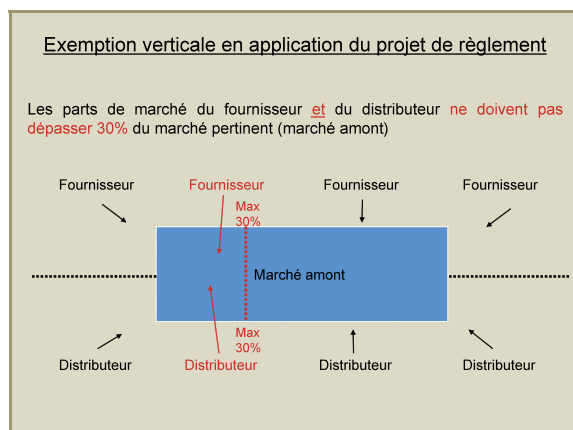 Exemption verticale en application du projet de règlement
Les parts de marché du fournisseur et du distributeur ne doivent pas
dépasser 30% du marché pertinent (marché amont)
Fournisseur Fournisseur Fournisseur Fournisseur
Max
30%
Marché amont
Max
30%
Distributeur Distributeur Distributeur Distributeur